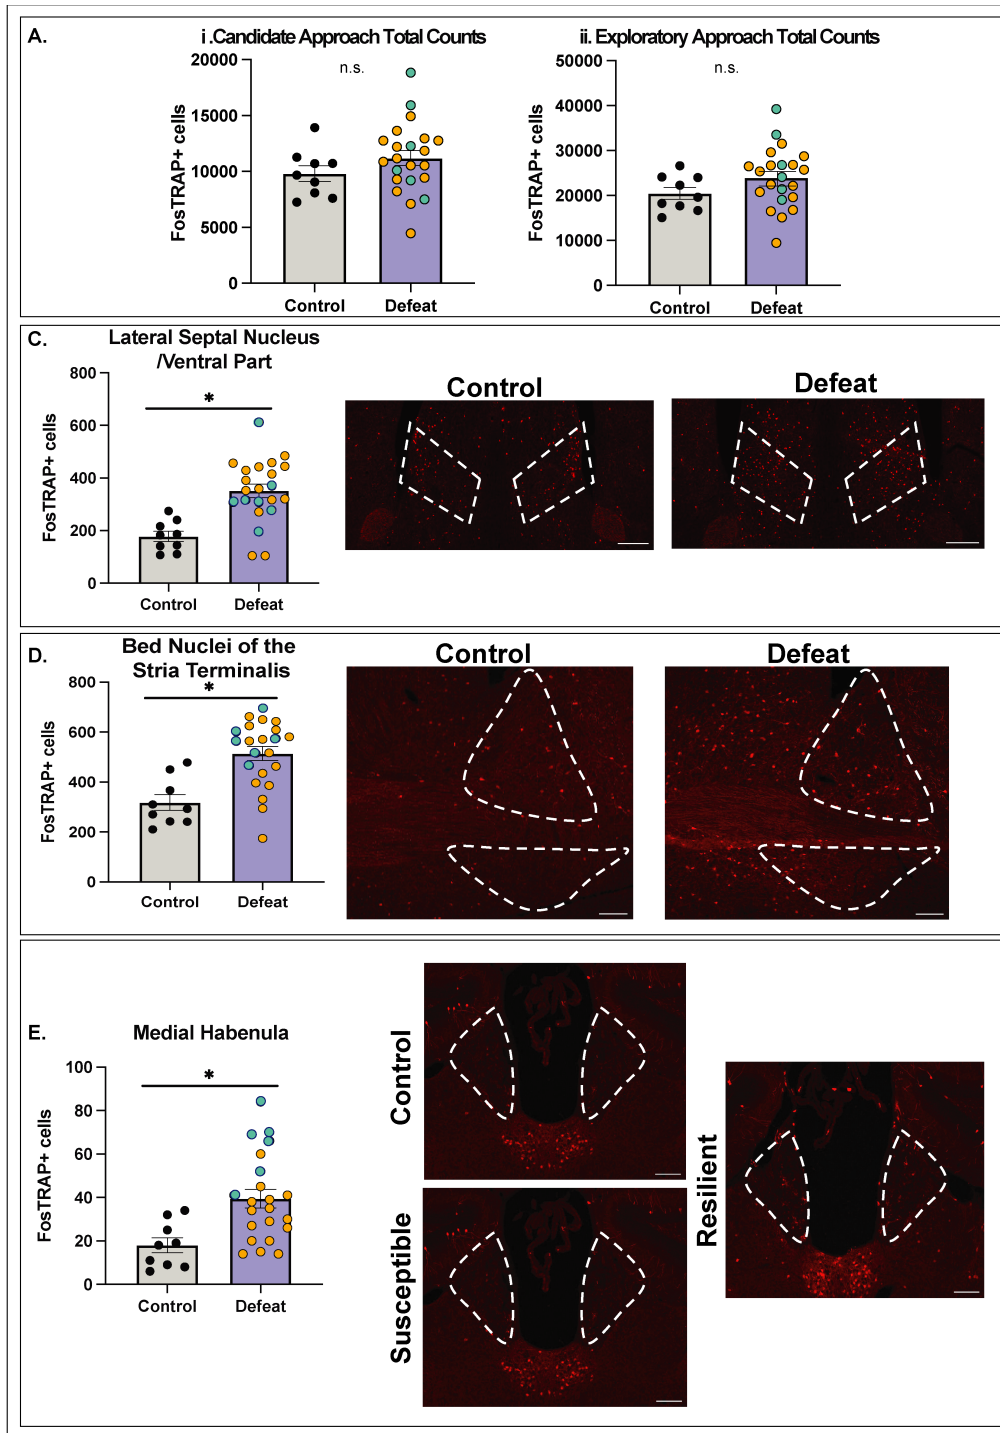 A.
i .Candidate Approach Total Counts
n.s.
FosTRAP+ cells
20000
15000
10000
5000
0
Control
Defeat
ii. Exploratory Approach Total Counts
n.s.
FosTRAP+ cells
50000
40000
30000
20000
10000
0
Control
Defeat
C.
Lateral Septal Nucleus
/Ventral Part
*
FosTRAP+ cells
800
600
400
200
0
Control
Defeat
Control
Defeat
D.
Bed Nuclei of the
Stria Terminalis
*
FosTRAP+ cells
800
600
400
200
0
Control
Defeat
Control
Defeat
E.
Medial Habenula
*
FosTRAP+ cells
100
80
60
40
20
0
Control
Defeat
Control
Susceptible
Resilient